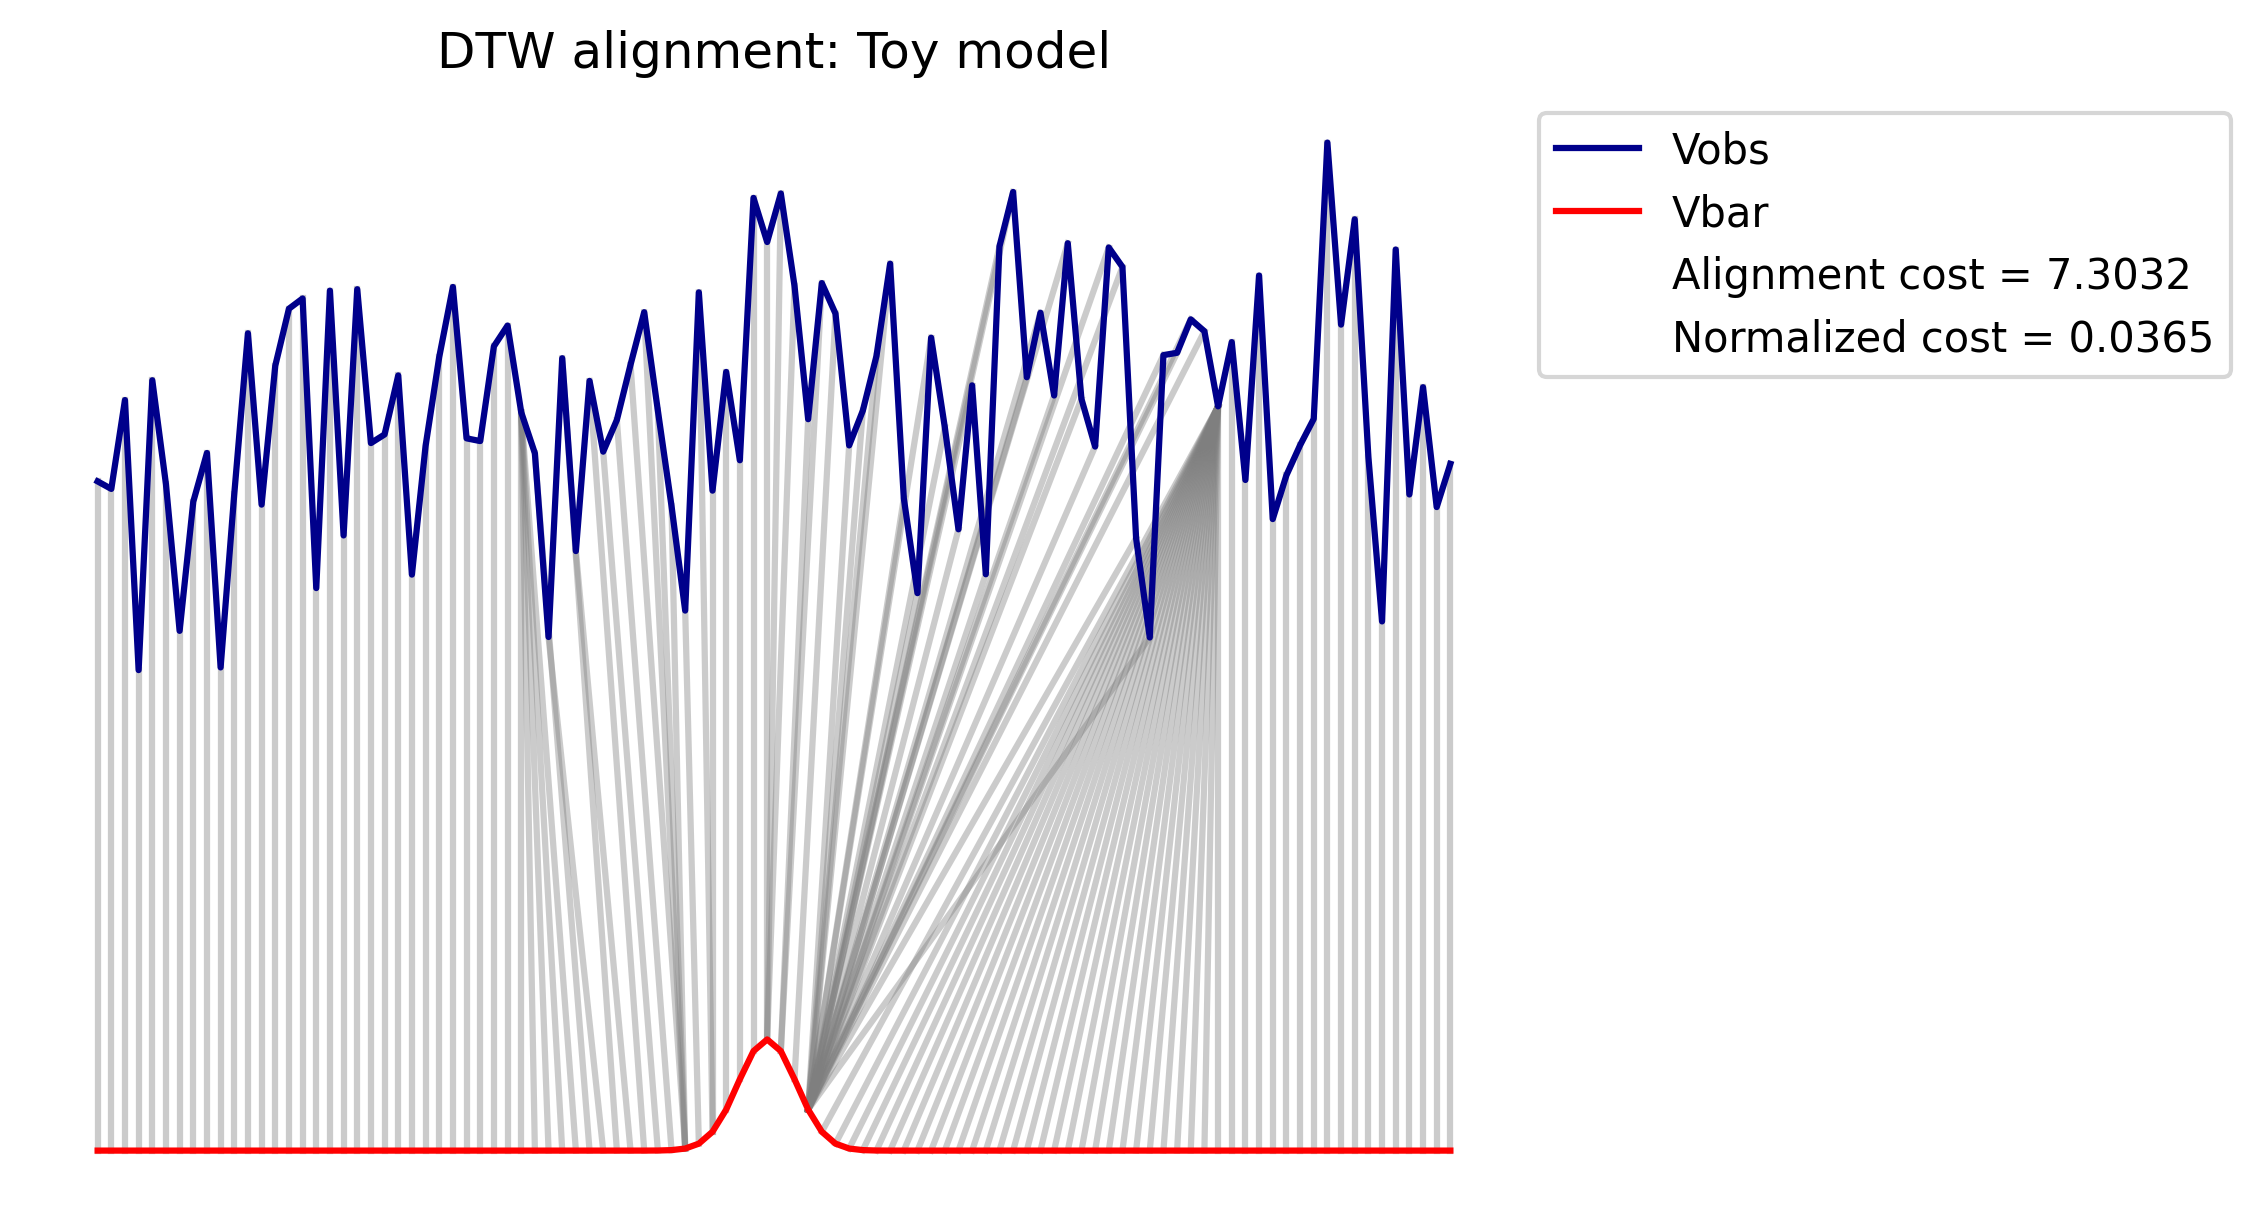 DTW alignment: Toy model
Vobs
Vbar
Alignment cost = 7.3032
Normalized cost = 0.0365